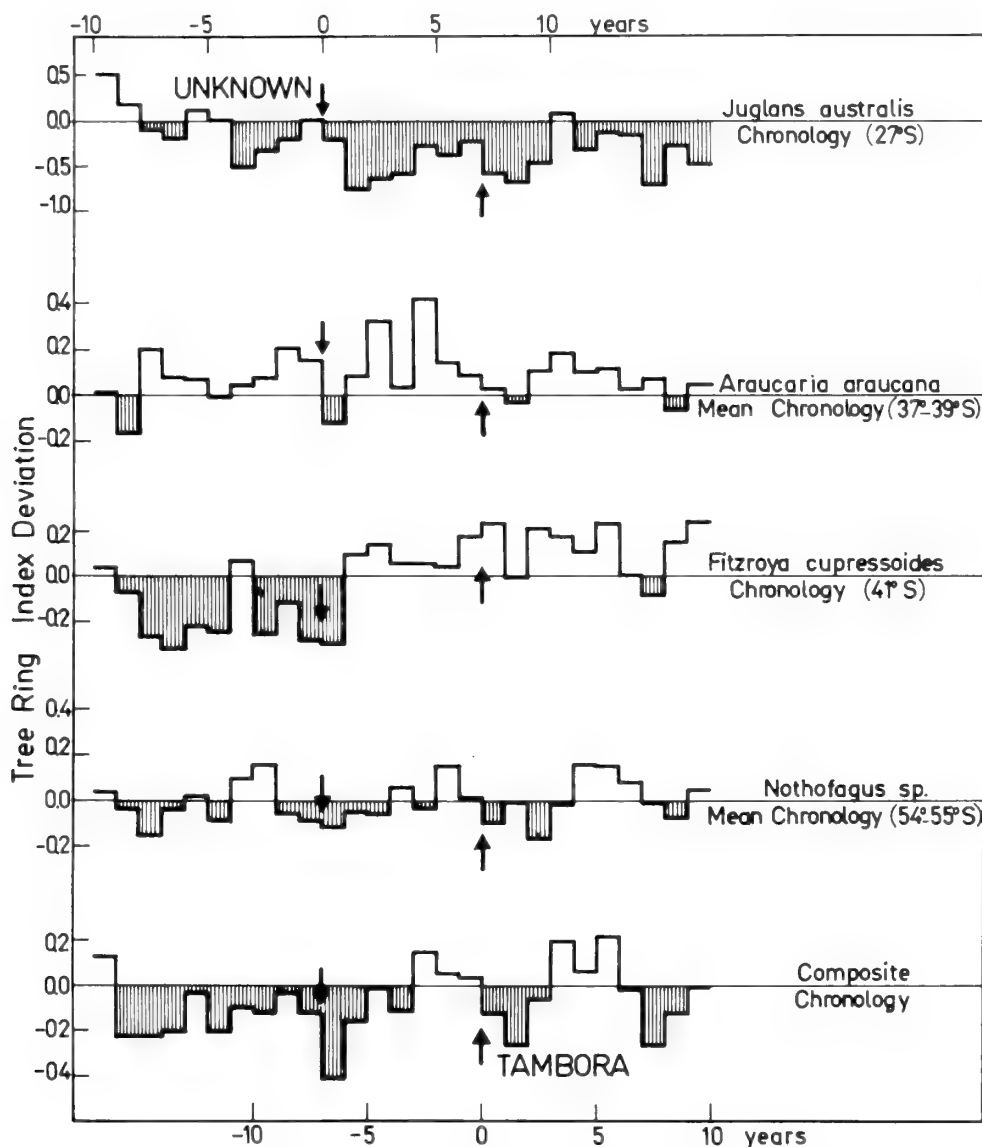 -10 -5 0 5 10 years
UNKNOWN
0.5
0.0
-0.5
-1.0
Juglans australis
Chronology (27°S)
0.4
0.2
0.0
-0.2
Araucaria araucana
Mean Chronology (37°-39°S)
Tree Ring Index Deviation
0.2
0.0
-0.2
Fitzroya cupressoides
Chronology (41°S)
0.4
0.2
0.0
-0.2
Nothofagus sp.
Mean Chronology (54°-55°S)
0.2
0.0
-0.2
-0.4
Composite
Chronology
TAMBORA
-10 -5 0 5 10 years